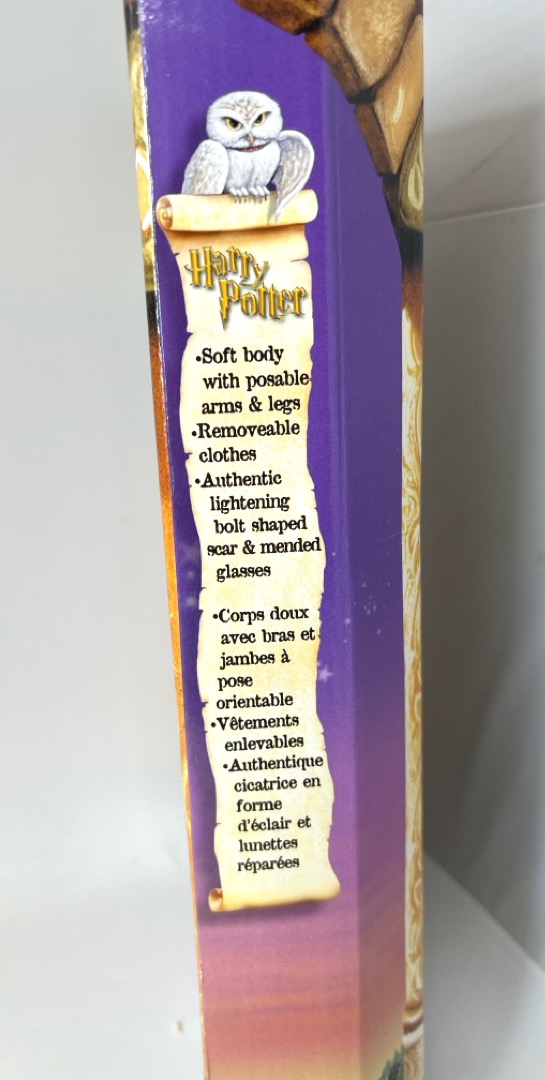 Harry
Potter
•Soft body
with posable
arms & legs
•Removeable
clothes
•Authentic
lightening
bolt shaped
scar & mended
glasses
•Corps doux
avec bras et
jambes à
pose
orientable
•Vêtements
enlevables
•Authentique
cicatrice en
forme
d'éclair et
lunettes
réparées